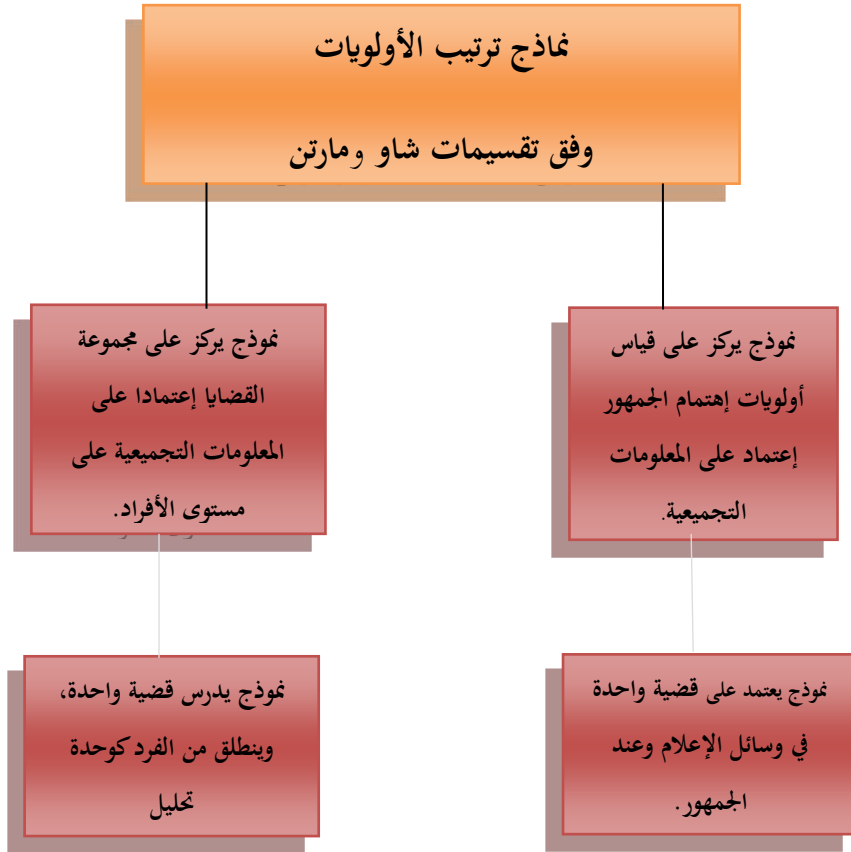 نماذج ترتيب الأولويات
وفق تقسيمات شاو ومارتن
نموذج يركز على قياس
أولويات إهتمام الجمهور
إعتماد على المعلومات
التجميعية.
نموذج يركز على مجموعة
القضايا إعتمادا على
المعلومات التجميعية على
مستوى الأفراد.
نموذج يعتمد على قضية واحدة
في وسائل الإعلام وعند
الجمهور.
نموذج يدرس قضية واحدة،
وينطلق من الفرد كوحدة
تحليل